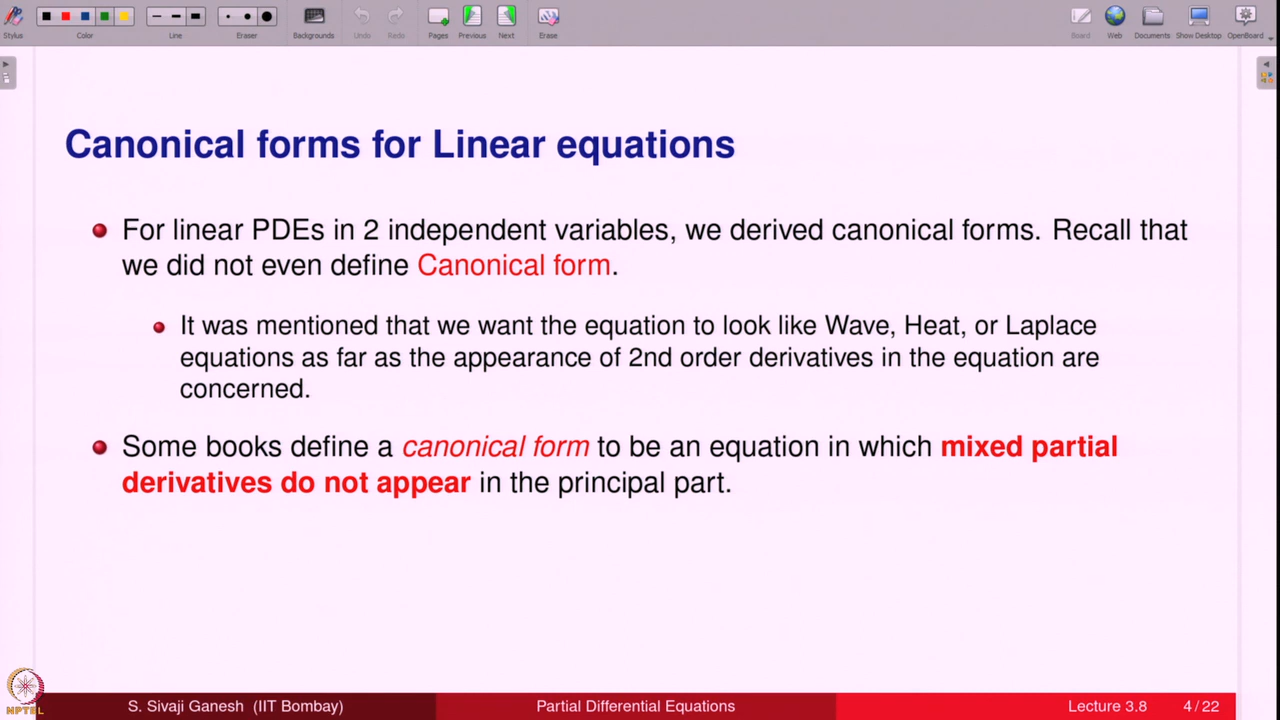 Stylus
Color
Line
Eraser
Backgrounds
Undo
Redo
Pages
Previous
Next
Erase
Board
Web
Documents
Show Desktop
OpenBoard
Canonical forms for Linear equations
For linear PDEs in 2 independent variables, we derived canonical forms. Recall that
we did not even define Canonical form.
It was mentioned that we want the equation to look like Wave, Heat, or Laplace
equations as far as the appearance of 2nd order derivatives in the equation are
concerned.
Some books define a canonical form to be an equation in which mixed partial
derivatives do not appear in the principal part.
NPTEL
S. Sivaji Ganesh (IIT Bombay)
Partial Differential Equations
Lecture 3.8
4/22